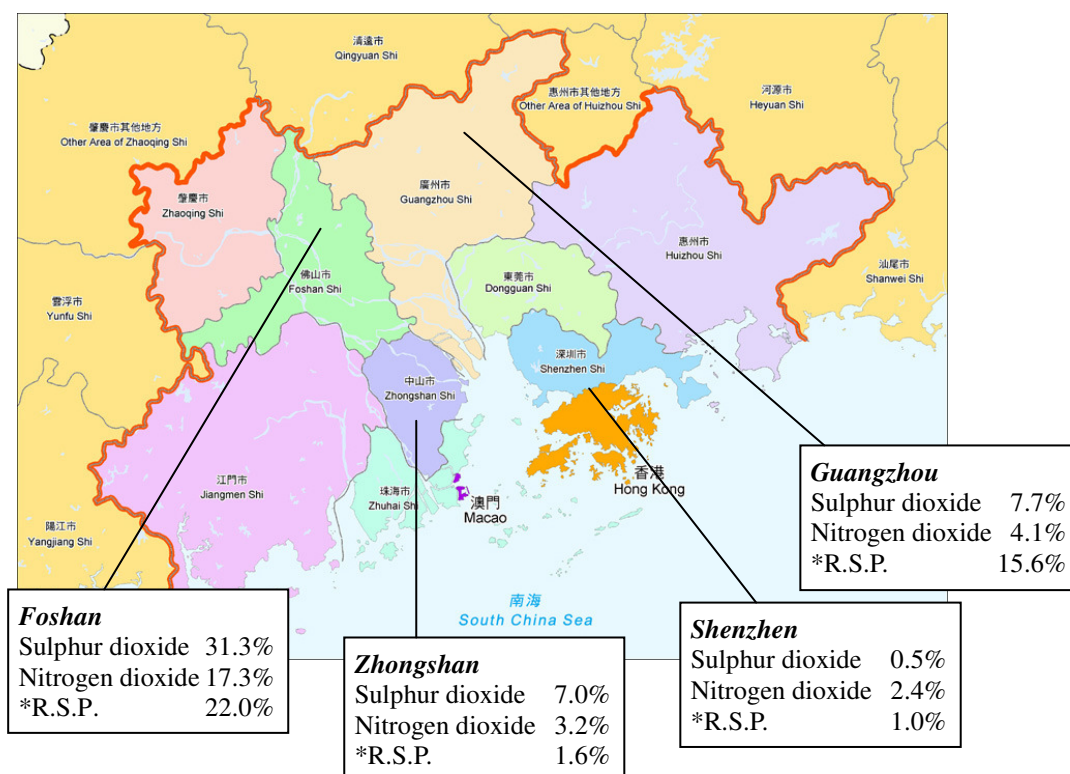 清遠市
Qingyuan Shi
惠州市其他地方
Other Area of Huizhou Shi
河源市
Heyuan Shi
肇慶市其他地方
Other Area of Zhaoqing Shi
肇慶市
Zhaoqing Shi
廣州市
Guangzhou Shi
惠州市
Huizhou Shi
汕尾市
Shanwei Shi
佛山市
Foshan Shi
東莞市
Dongguan Shi
雲浮市
Yunfu Shi
深圳市
Shenzhen Shi
中山市
Zhongshan Shi
江門市
Jiangmen Shi
珠海市
Zhuhai Shi
澳門
Macao
香港
Hong Kong
陽江市
Yangjiang Shi
南海
South China Sea
Guangzhou
Sulphur dioxide 7.7%
Nitrogen dioxide 4.1%
*R.S.P. 15.6%
Foshan
Sulphur dioxide 31.3%
Nitrogen dioxide 17.3%
*R.S.P. 22.0%
Zhongshan
Sulphur dioxide 7.0%
Nitrogen dioxide 3.2%
*R.S.P. 1.6%
Shenzhen
Sulphur dioxide 0.5%
Nitrogen dioxide 2.4%
*R.S.P. 1.0%